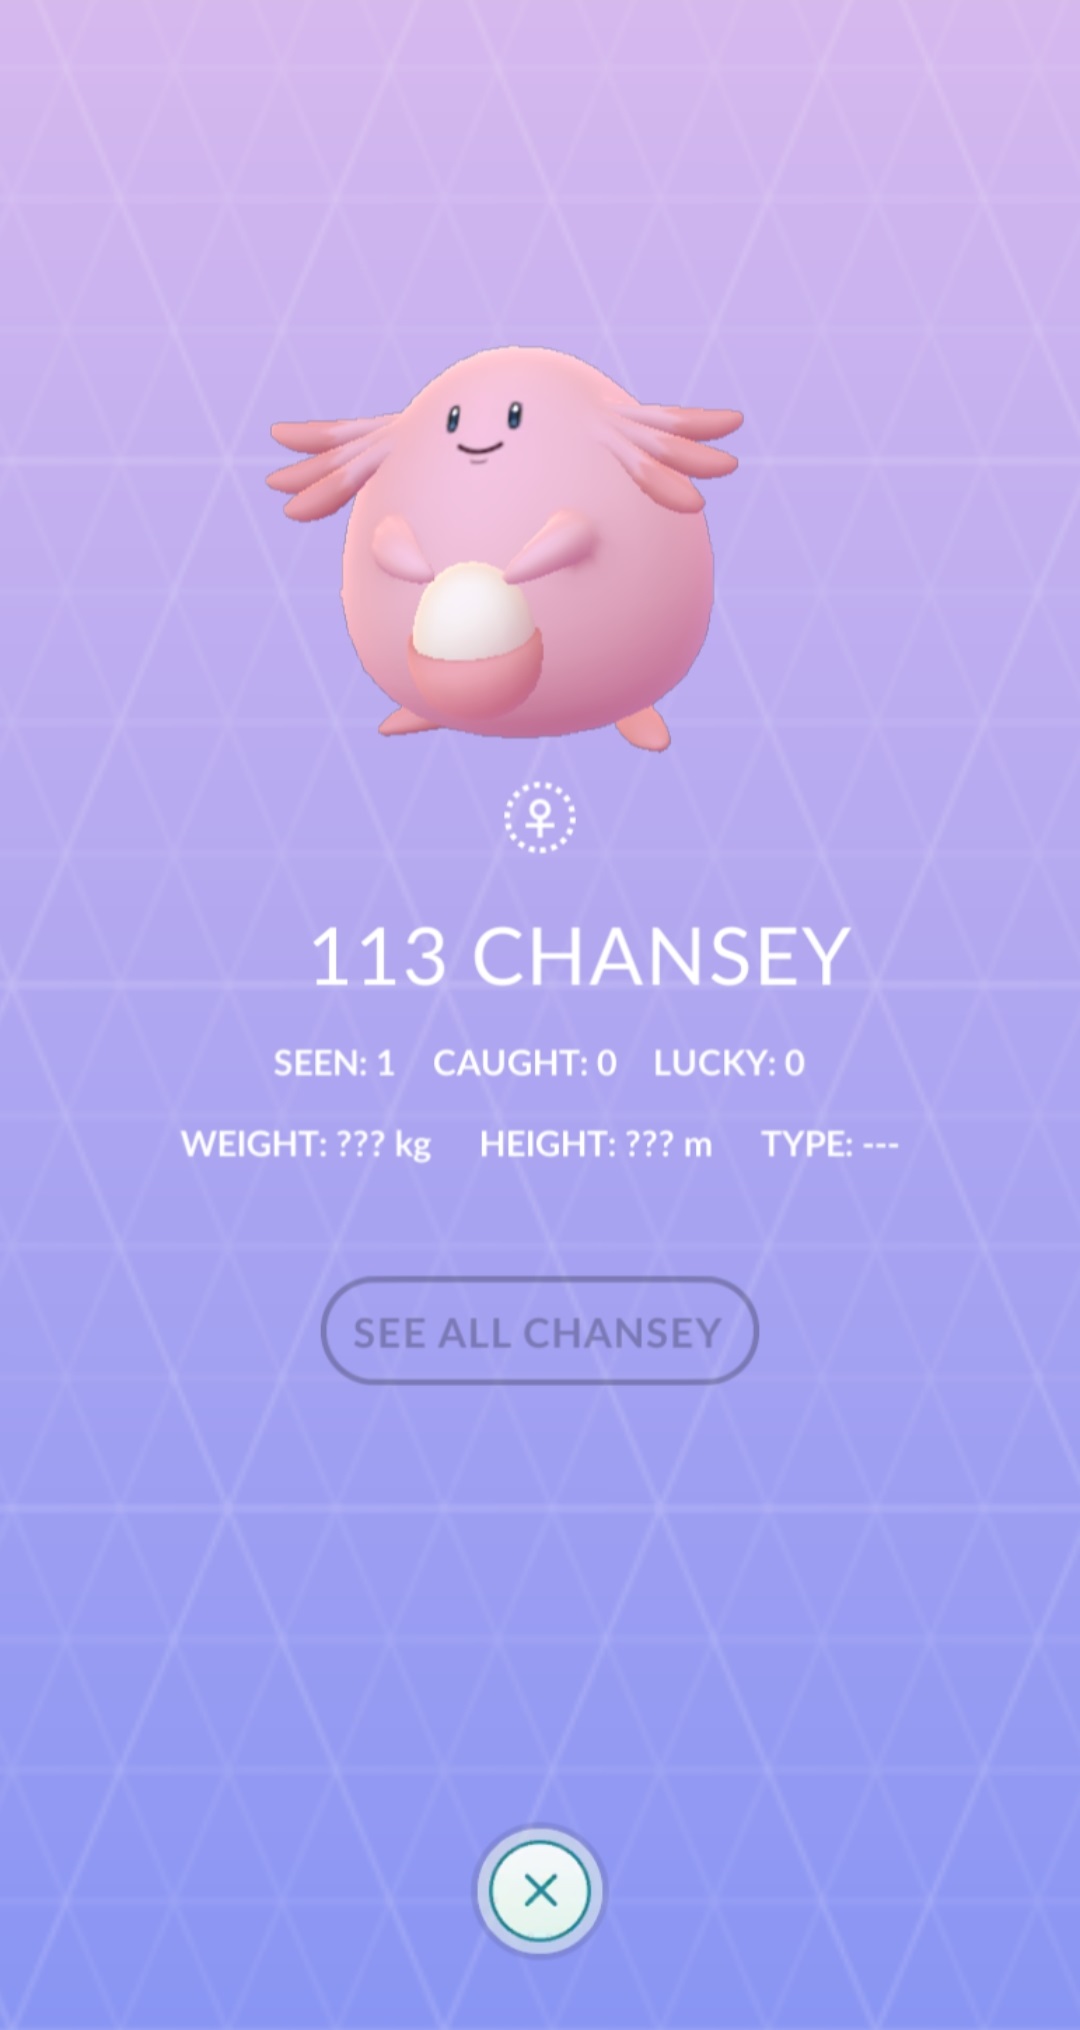 ♀
113 CHANSEY
SEEN: 1 CAUGHT: 0 LUCKY: 0
WEIGHT: ??? kg HEIGHT: ??? m TYPE: ---
SEE ALL CHANSEY